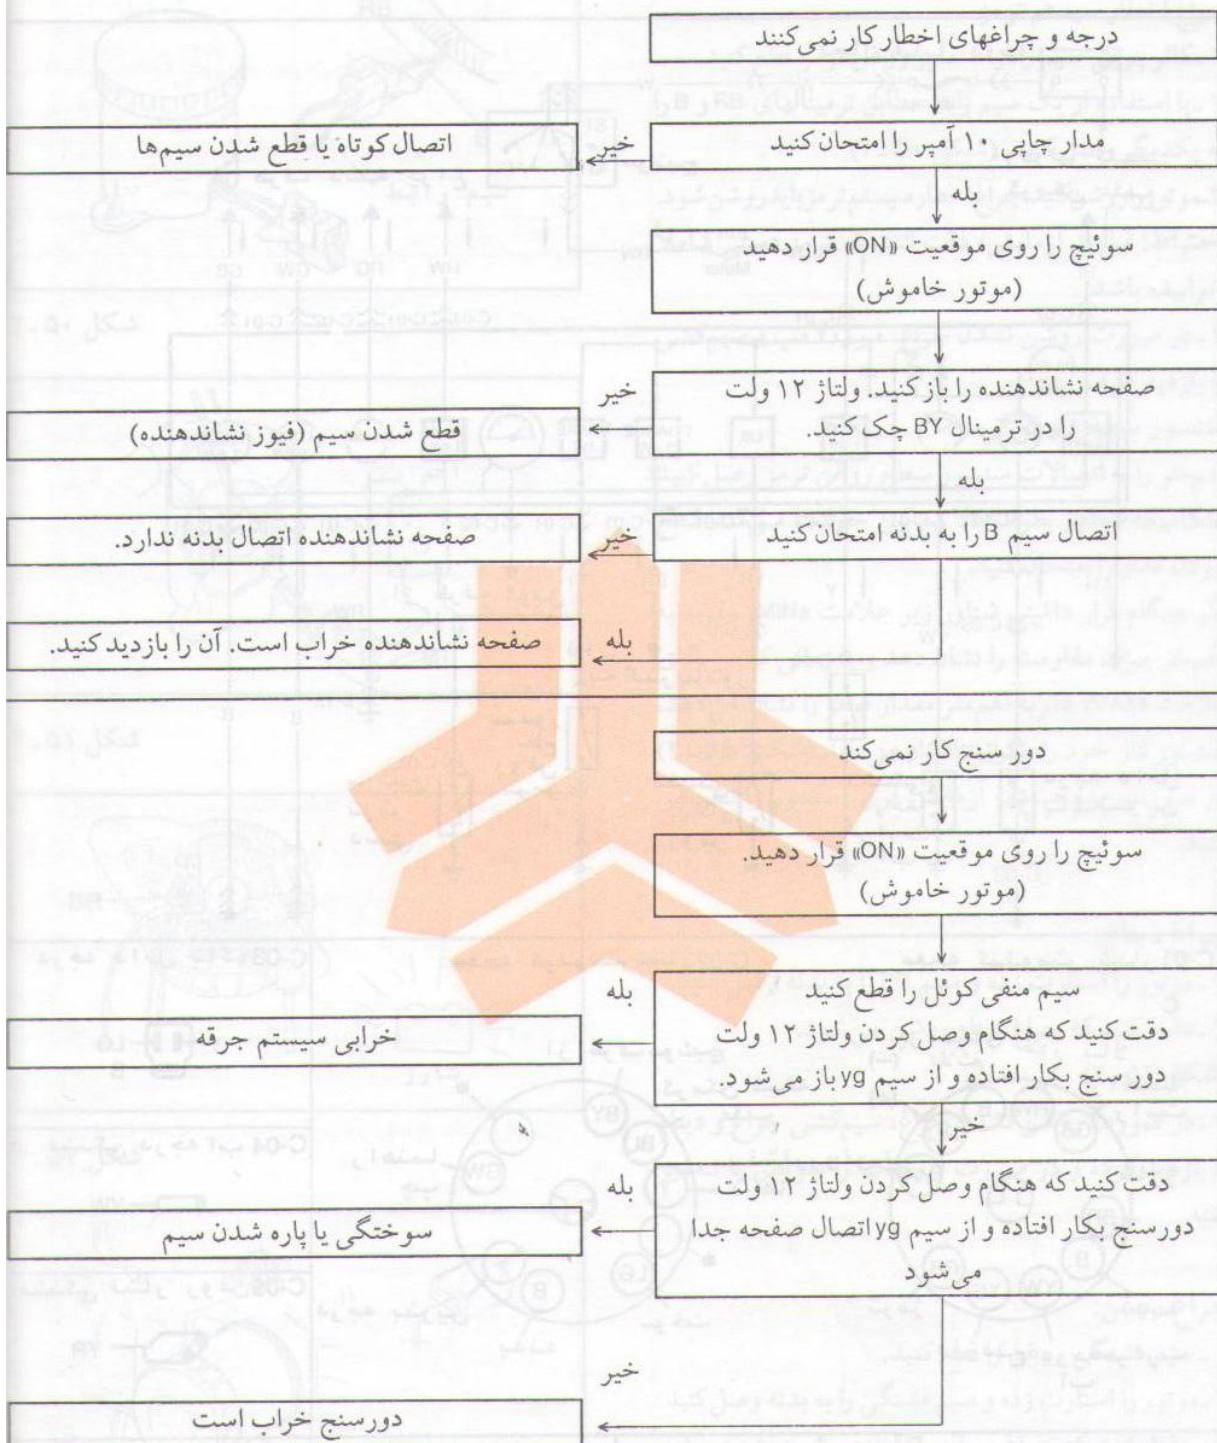 درجه و چراغهای اخطار کار نمی‌کنند
مدار چاپی ۱۰ آمپر را امتحان کنید
خیر
اتصال کوتاه یا قطع شدن سیم‌ها
بله
سوئیچ را روی موقعیت «ON» قرار دهید
(موتور خاموش)
صفحه نشاندهنده را باز کنید. ولتاژ ۱۲ ولت
را در ترمینال BY چک کنید.
خیر
قطع شدن سیم (فیوز نشاندهنده)
بله
اتصال سیم B را به بدنه امتحان کنید
خیر
صفحه نشاندهنده اتصال بدنه ندارد.
بله
صفحه نشاندهنده خراب است. آن را بازدید کنید.
دور سنج کار نمی‌کند
سوئیچ را روی موقعیت «ON» قرار دهید.
(موتور خاموش)
سیم منفی کوئل را قطع کنید
دقت کنید که هنگام وصل کردن ولتاژ ۱۲ ولت
دور سنج بکار افتاده و از سیم yg باز می‌شود.
بله
خرابی سیستم جرقه
خیر
دقت کنید که هنگام وصل کردن ولتاژ ۱۲ ولت
دورسنج بکار افتاده و از سیم yg اتصال صفحه جدا
می‌شود
بله
سوختگی یا پاره شدن سیم
خیر
دورسنج خراب است